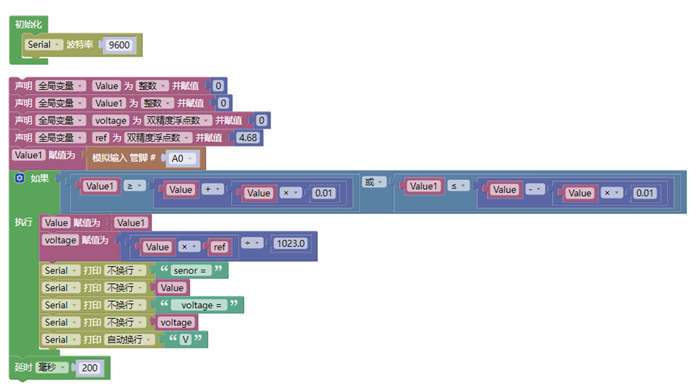 初始化
Serial 波特率 9600
声明 全局变量 Value 为 整数 并赋值 0
声明 全局变量 Value1 为 整数 并赋值 0
声明 全局变量 voltage 为 双精度浮点数 并赋值 0
声明 全局变量 ref 为 双精度浮点数 并赋值 4.68
Value1 赋值为 模拟输入 管脚 # A0
如果 Value1 ≥ Value + Value × 0.01 或 Value1 ≤ Value - Value × 0.01
执行 Value 赋值为 Value1
voltage 赋值为 Value × ref ÷ 1023.0
Serial 打印 不换行 “ senor = ”
Serial 打印 不换行 Value
Serial 打印 不换行 “ voltage = ”
Serial 打印 不换行 voltage
Serial 打印 自动换行 “ V ”
延时 毫秒 200